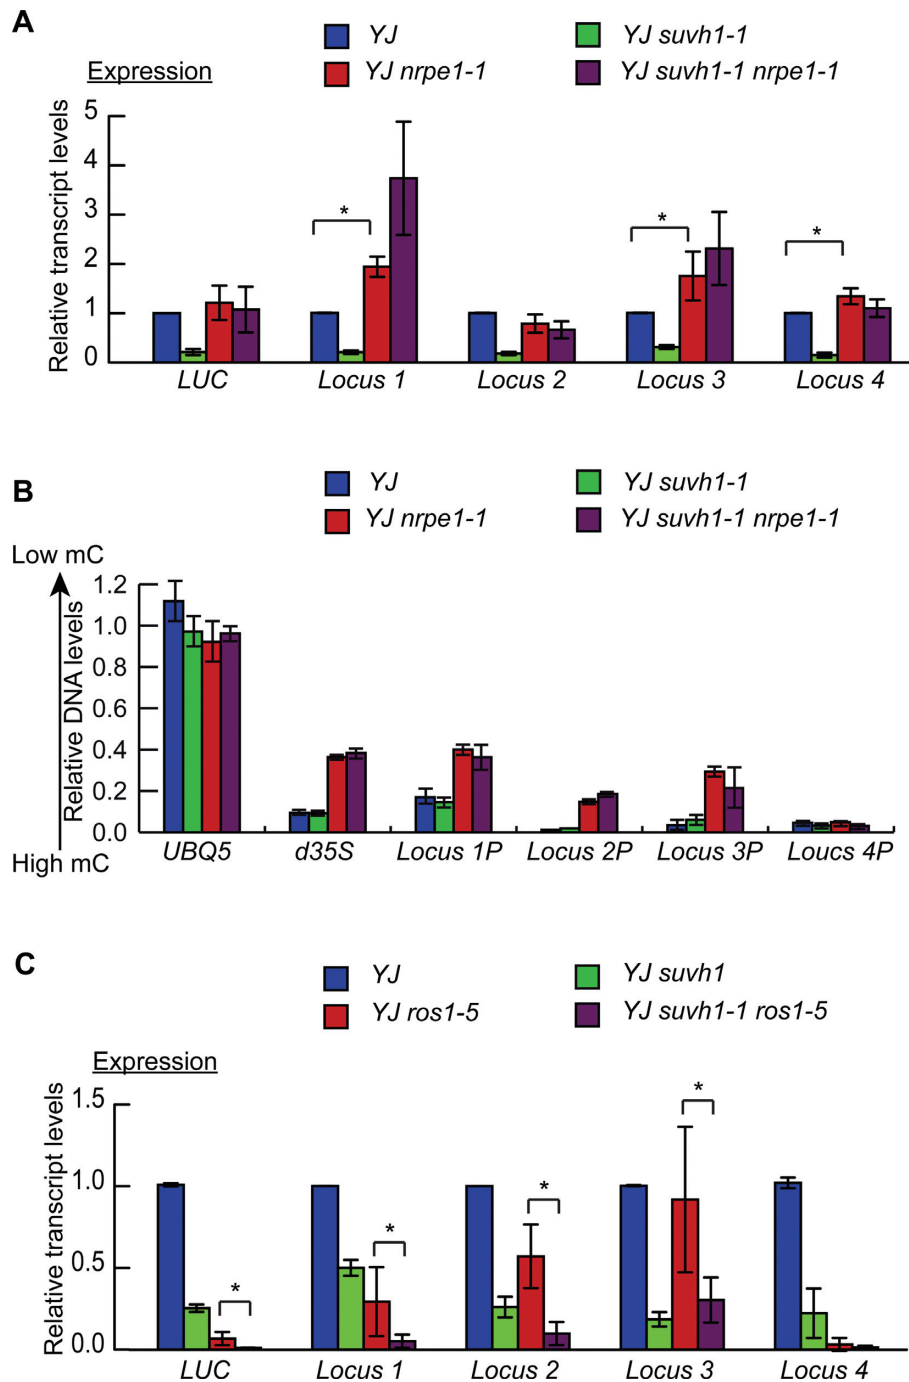 A
YJ
YJ suvh1-1
YJ nrpe1-1
YJ suvh1-1 nrpe1-1
Expression
Relative transcript levels
5
4
3
2
1
0
*
*
*
LUC
Locus 1
Locus 2
Locus 3
Locus 4
B
YJ
YJ suvh1-1
YJ nrpe1-1
YJ suvh1-1 nrpe1-1
Low mC
High mC
Relative DNA levels
1.2
1.0
0.8
0.6
0.4
0.2
0.0
UBQ5
d35S
Locus 1P
Locus 2P
Locus 3P
Loucs 4P
C
YJ
YJ suvh1
YJ ros1-5
YJ suvh1-1 ros1-5
Expression
Relative transcript levels
1.5
1.0
0.5
0.0
*
*
*
*
LUC
Locus 1
Locus 2
Locus 3
Locus 4